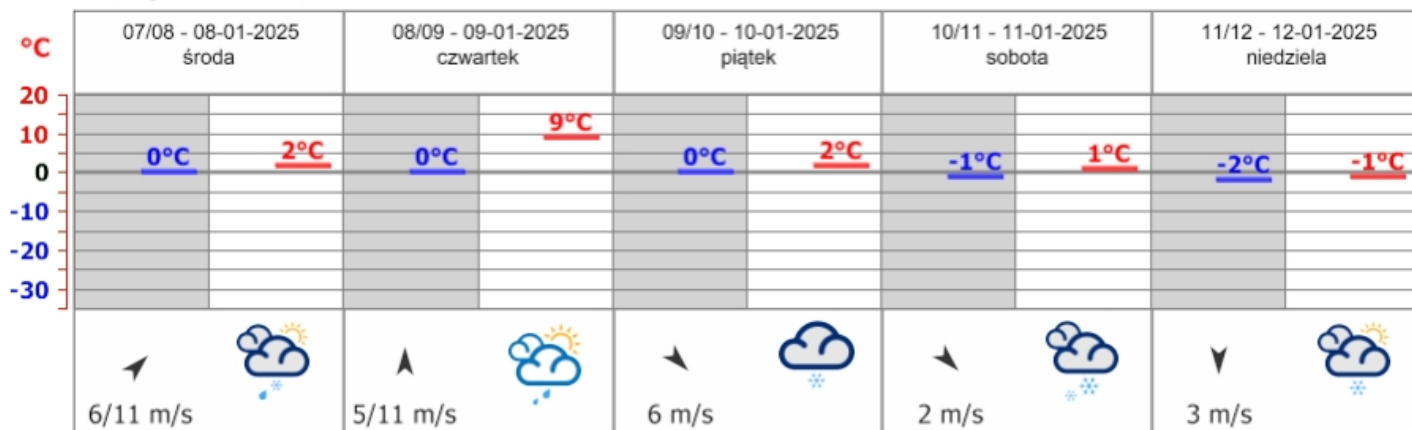 °C
07/08 - 08-01-2025
środa
08/09 - 09-01-2025
czwartek
09/10 - 10-01-2025
piątek
10/11 - 11-01-2025
sobota
11/12 - 12-01-2025
niedziela
20
10
0
-10
-20
-30
0°C 2°C 0°C 9°C 0°C 2°C -1°C 1°C -2°C -1°C
6/11 m/s 5/11 m/s 6 m/s 2 m/s 3 m/s